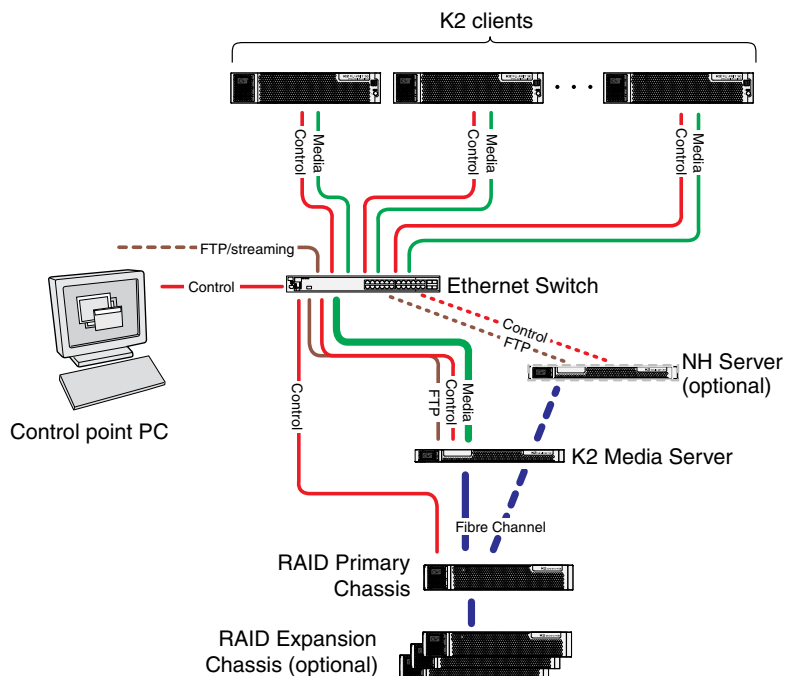 K2 clients
Control
Media
Control
Media
Control
Media
FTP/streaming
Control
Ethernet Switch
Control
FTP
NH Server
(optional)
Control
FTP
Control
Media
Control point PC
K2 Media Server
Fibre Channel
RAID Primary
Chassis
RAID Expansion
Chassis (optional)